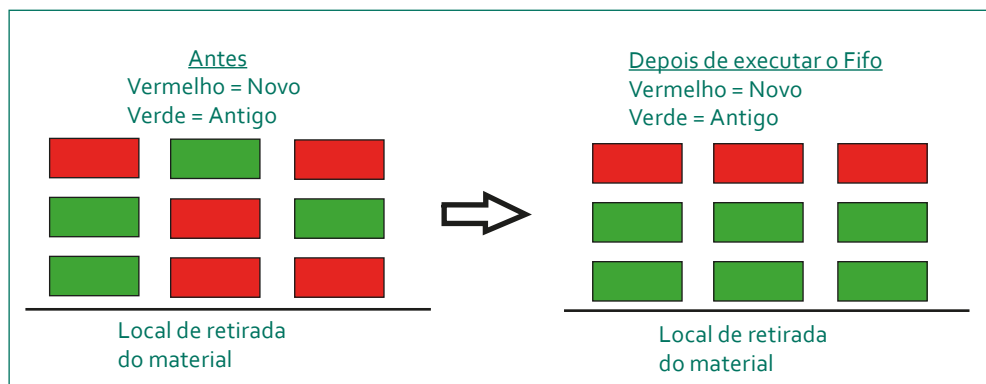 Antes
Vermelho = Novo
Verde = Antigo
Local de retirada
do material
Depois de executar o Fifo
Vermelho = Novo
Verde = Antigo
Local de retirada
do material